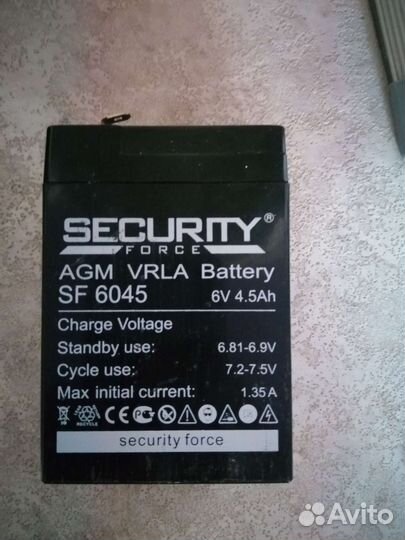 SECURITY®
FORCE
AGM VRLA Battery
SF 6045 6V 4.5Ah
Charge Voltage
Standby use: 6.81-6.9V
Cycle use: 7.2-7.5V
Max initial current: 1.35A
security force
Avito